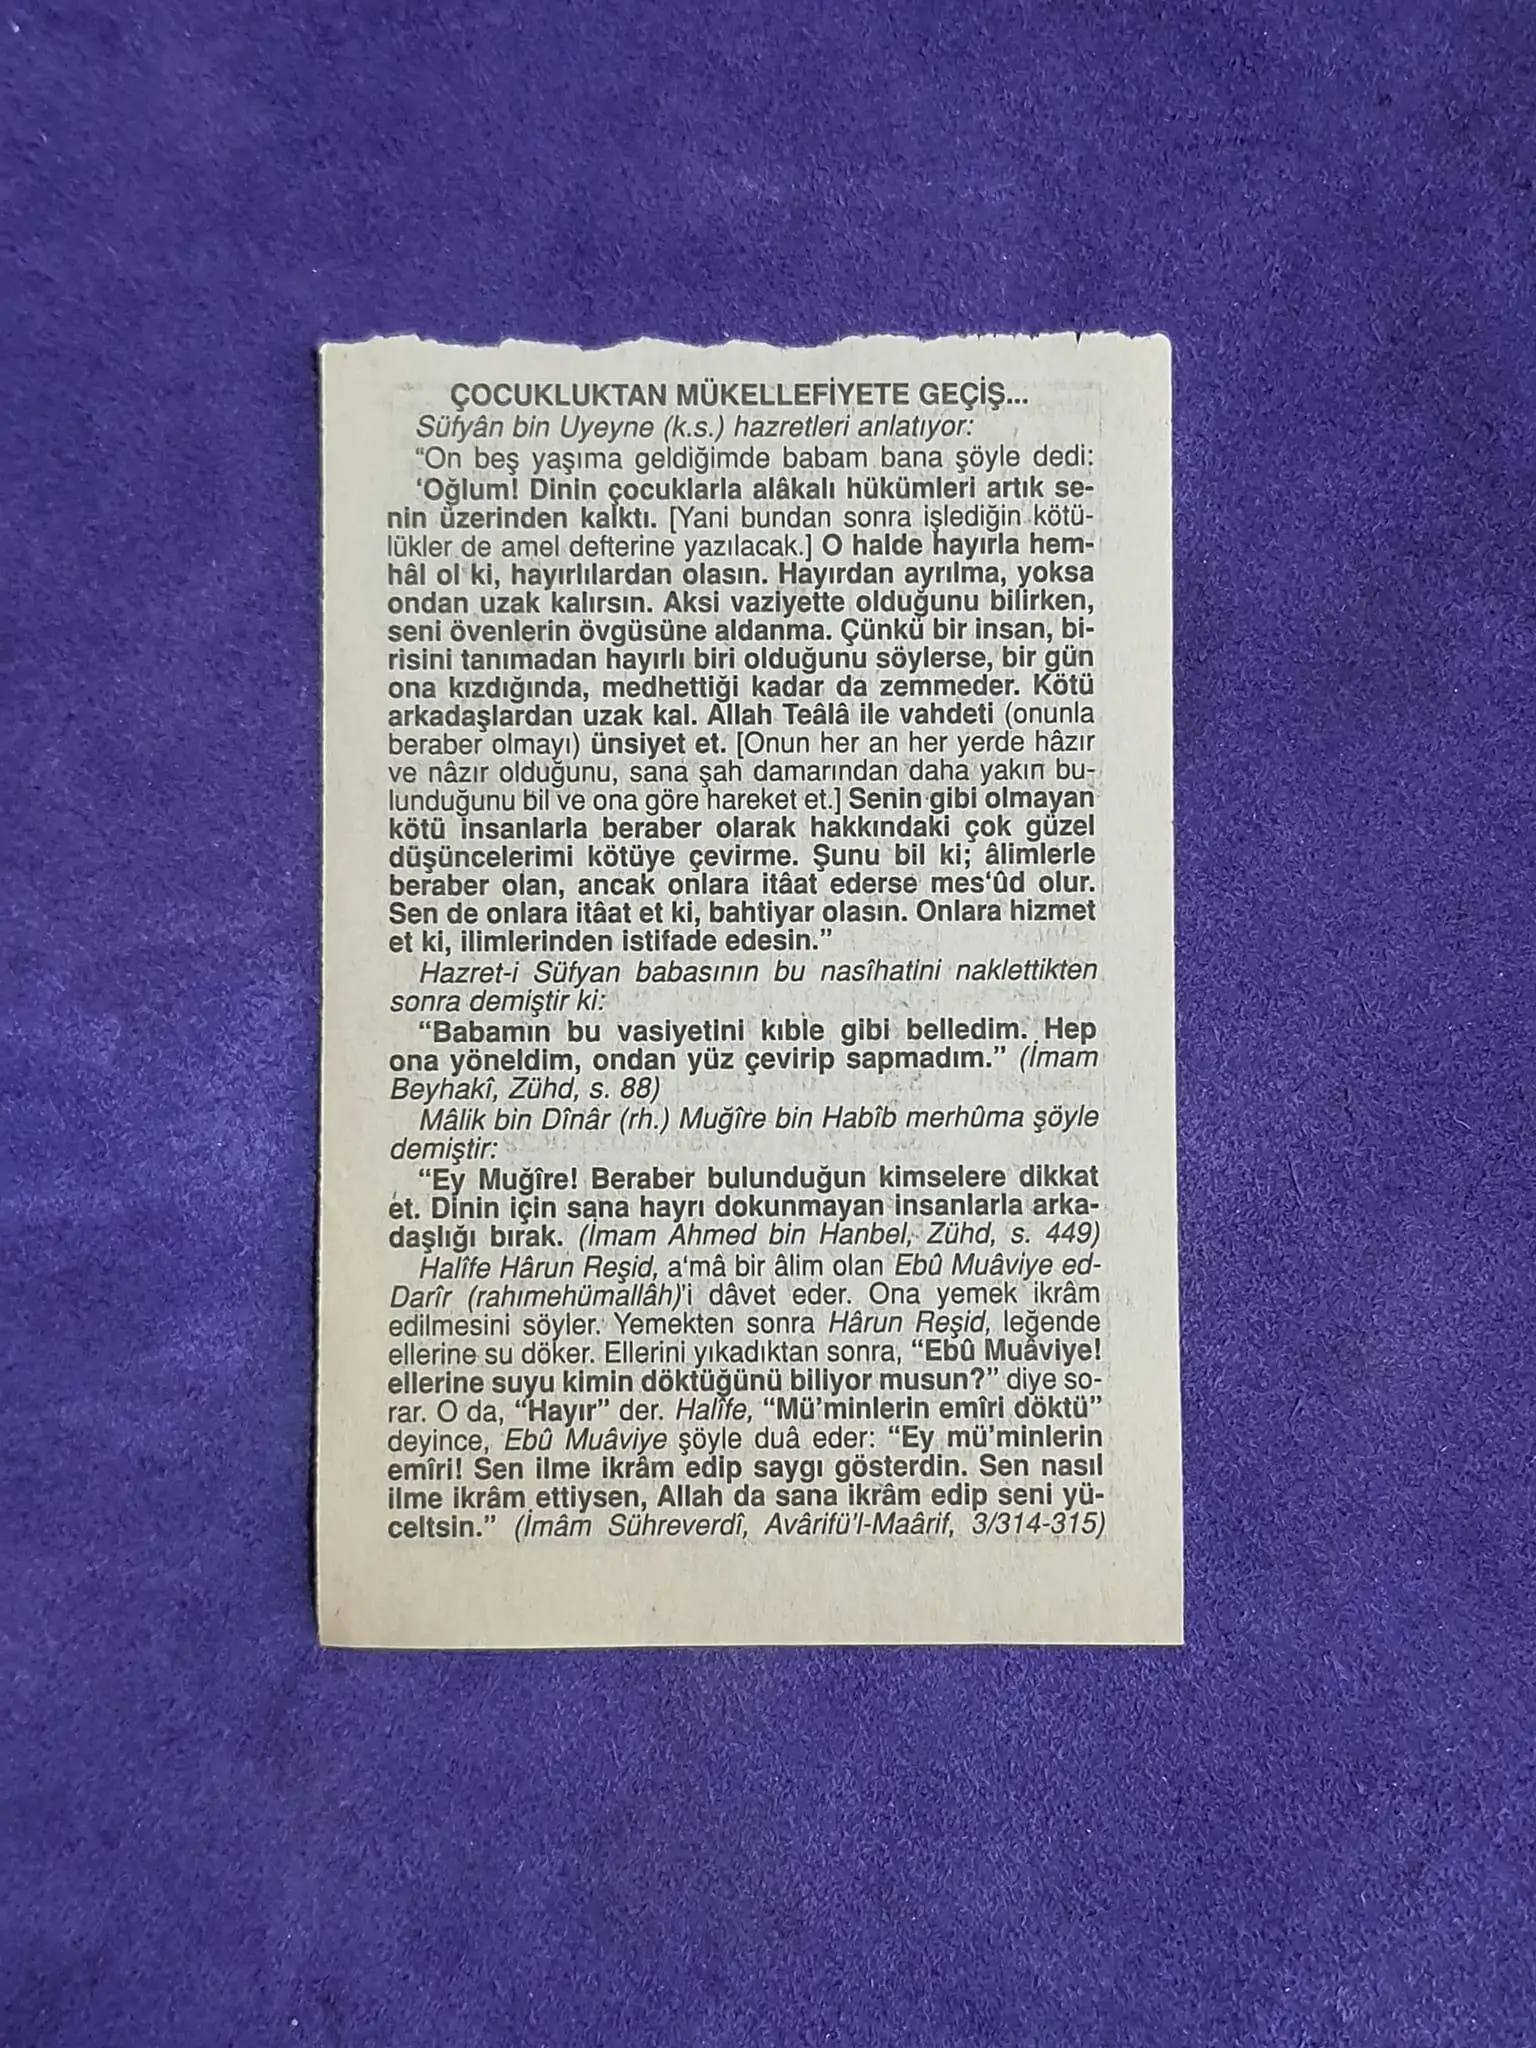 ÇOCUKLUKTAN MÜKELLEFİYETE GEÇİŞ...
Süfyân bin Uyeyne (k.s.) hazretleri anlatıyor:
“On beş yaşıma geldiğimde babam bana şöyle dedi:
‘Oğlum! Dinin çocuklarla alâkalı hükümleri artık se-
nin üzerinden kalktı. [Yani bundan sonra işlediğin kötü-
lükler de amel defterine yazılacak.] O halde hayırla hem-
hâl ol ki, hayırlılardan olasın. Hayırdan ayrılma, yoksa
ondan uzak kalırsın. Aksi vaziyette olduğunu bilirken,
seni övenlerin övgüsüne aldanma. Çünkü bir insan, bi-
risini tanımadan hayırlı biri olduğunu söylerse, bir gün
ona kızdığında, medhettiği kadar da zemmeder. Kötü
arkadaşlardan uzak kal. Allah Teâlâ ile vahdeti (onunla
beraber olmayı) ünsiyet et. [Onun her an her yerde hâzır
ve nâzır olduğunu, sana şah damarından daha yakın bu-
lunduğunu bil ve ona göre hareket et.] Senin gibi olmayan
kötü insanlarla beraber olarak hakkındaki çok güzel
düşüncelerimi kötüye çevirme. Şunu bil ki; âlimlerle
beraber olan, ancak onlara itâat ederse mes‘ûd olur.
Sen de onlara itâat et ki, bahtiyar olasın. Onlara hizmet
et ki, ilimlerinden istifade edesin.”
Hazret-i Süfyan babasının bu nasîhatini naklettikten
sonra demiştir ki:
“Babamın bu vasiyetini kıble gibi belledim. Hep
ona yöneldim, ondan yüz çevirip sapmadım.” (İmam
Beyhakî, Zühd, s. 88)
Mâlik bin Dînâr (rh.) Muğîre bin Habîb merhûma şöyle
demiştir:
“Ey Muğîre! Beraber bulunduğun kimselere dikkat
et. Dinin için sana hayrı dokunmayan insanlarla arka-
daşlığı bırak. (İmam Ahmed bin Hanbel, Zühd, s. 449)
Halîfe Hârun Reşid, a‘mâ bir âlim olan Ebû Muâviye ed-
Darîr (rahımehümallâh)’i dâvet eder. Ona yemek ikrâm
edilmesini söyler. Yemekten sonra Hârun Reşid, leğende
ellerine su döker. Ellerini yıkadıktan sonra, “Ebû Muâviye!
ellerine suyu kimin döktüğünü biliyor musun?” diye so-
rar. O da, “Hayır” der. Halîfe, “Mü’minlerin emîri döktü”
deyince, Ebû Muâviye şöyle duâ eder: “Ey mü’minlerin
emîri! Sen ilme ikrâm edip saygı gösterdin. Sen nasıl
ilme ikrâm ettiysen, Allah da sana ikrâm edip seni yü-
celtsin.” (İmâm Sühreverdî, Avârifü’l-Maârif, 3/314-315)